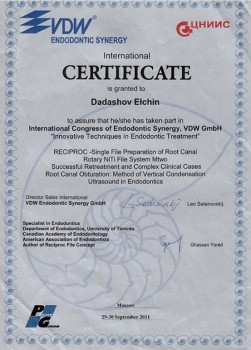 VDW
ENDODONTIC SYNERGY
ЦНИИС
International
CERTIFICATE
is granted to
Dadashov Elchin
to assure that he/she has taken part in
International Congress of Endodontic Synergy, VDW GmbH
"Innovative Techniques in Endodontic Treatment"
RECIPROC -Single File Preparation of Root Canal
Rotary NiTi File System Mtwo
Successful Retreatment and Complex Clinical Cases
Root Canal Obturation: Method of Vertical Condensation
Ultrasound in Endodontics
Director Sales International
VDW Endodontic Synergy GmbH
Leo Satanovskij
Specialist in Endodontics
Department of Endodontics, University of Toronto
Canadian Academy of Endodontology
American Association of Endodontists
Author of Reciproc File Concept
Ghassan Yared
Moscow
29-30 September 2011